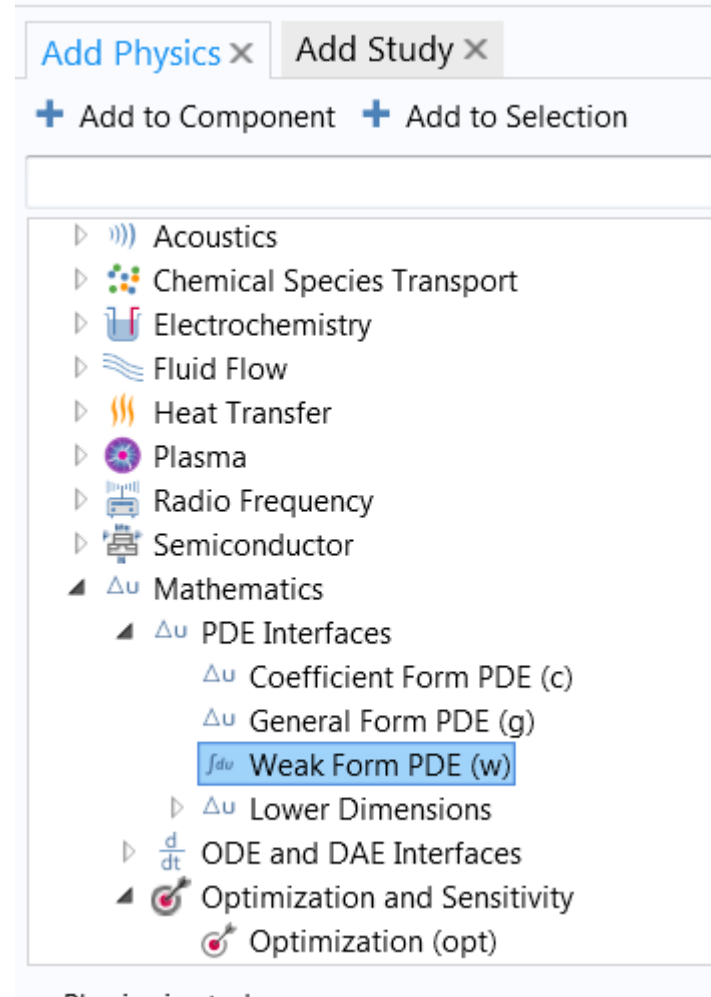 Add Physics × Add Study ×
+ Add to Component + Add to Selection
Acoustics
Chemical Species Transport
Electrochemistry
Fluid Flow
Heat Transfer
Plasma
Radio Frequency
Semiconductor
Δu Mathematics
Δu PDE Interfaces
Δu Coefficient Form PDE (c)
Δu General Form PDE (g)
∫du Weak Form PDE (w)
Δu Lower Dimensions
d/dt ODE and DAE Interfaces
Optimization and Sensitivity
Optimization (opt)